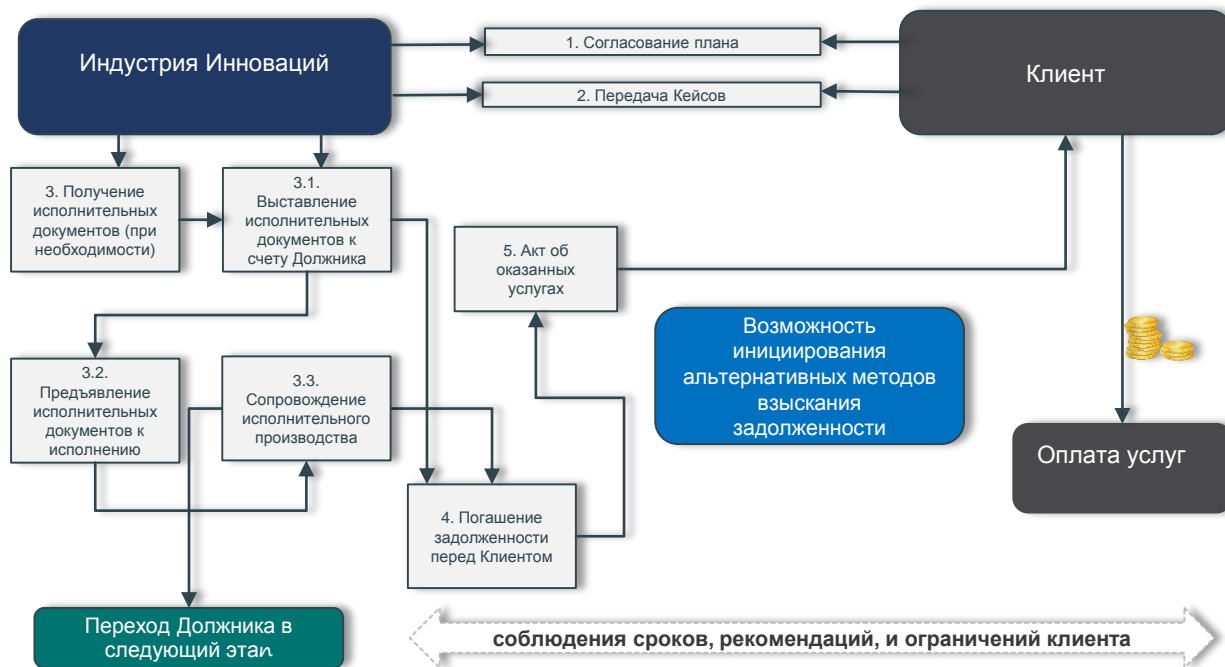 Индустрия Инноваций
1. Согласование плана
2. Передача Кейсов
Клиент
3. Получение
исполнительных
документов (при
необходимости)
3.1.
Выставление
исполнительных
документов к
счету Должника
5. Акт об
оказанных
услугах
Возможность
инициирования
альтернативных методов
взыскания
задолженности
3.2.
Предъявление
исполнительных
документов к
исполнению
3.3.
Сопровождение
исполнительного
производства
Оплата услуг
4. Погашение
задолженности
перед Клиентом
Переход Должника в
следующий этап
соблюдения сроков, рекомендаций, и ограничений клиента